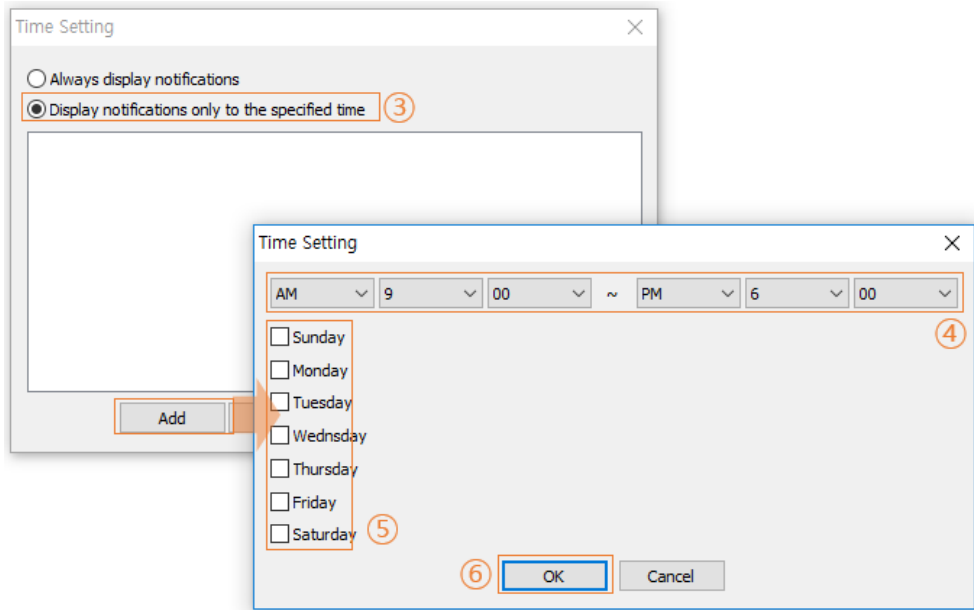 Time Setting
Always display notifications
Display notifications only to the specified time ③
Add
Time Setting
AM 9 00 ~ PM 6 00
④
Sunday
Monday
Tuesday
Wednsday
Thursday
Friday
Saturday ⑤
⑥ OK Cancel